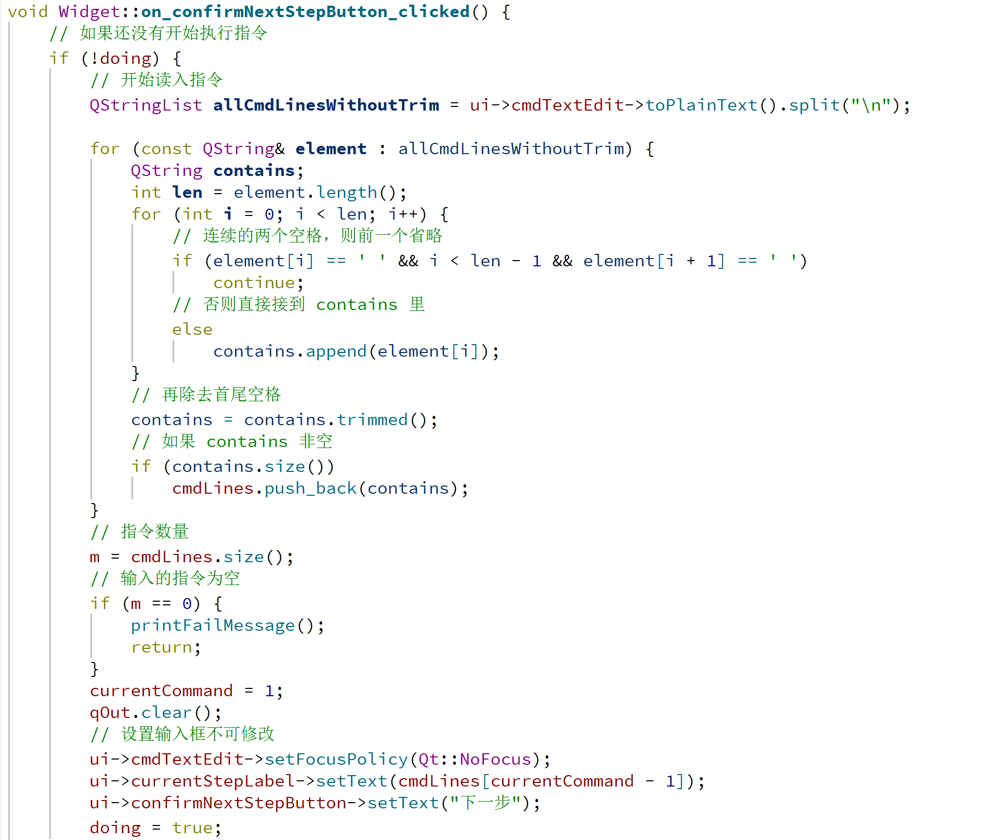 void Widget::on_confirmNextStepButton_clicked() {
    // 如果还没有开始执行指令
    if (!doing) {
        // 开始读入指令
        QStringList allCmdLinesWithoutTrim = ui->cmdTextEdit->toPlainText().split("\n");

        for (const QString& element : allCmdLinesWithoutTrim) {
            QString contains;
            int len = element.length();
            for (int i = 0; i < len; i++) {
                // 连续的两个空格，则前一个省略
                if (element[i] == ' ' && i < len - 1 && element[i + 1] == ' ')
                    continue;
                // 否则直接接到 contains 里
                else
                    contains.append(element[i]);
            }
            // 再除去首尾空格
            contains = contains.trimmed();
            // 如果 contains 非空
            if (contains.size())
                cmdLines.push_back(contains);
        }
        // 指令数量
        m = cmdLines.size();
        // 输入的指令为空
        if (m == 0) {
            printFailMessage();
            return;
        }
        currentCommand = 1;
        qOut.clear();
        // 设置输入框不可修改
        ui->cmdTextEdit->setFocusPolicy(Qt::NoFocus);
        ui->currentStepLabel->setText(cmdLines[currentCommand - 1]);
        ui->confirmNextStepButton->setText("下一步");
        doing = true;